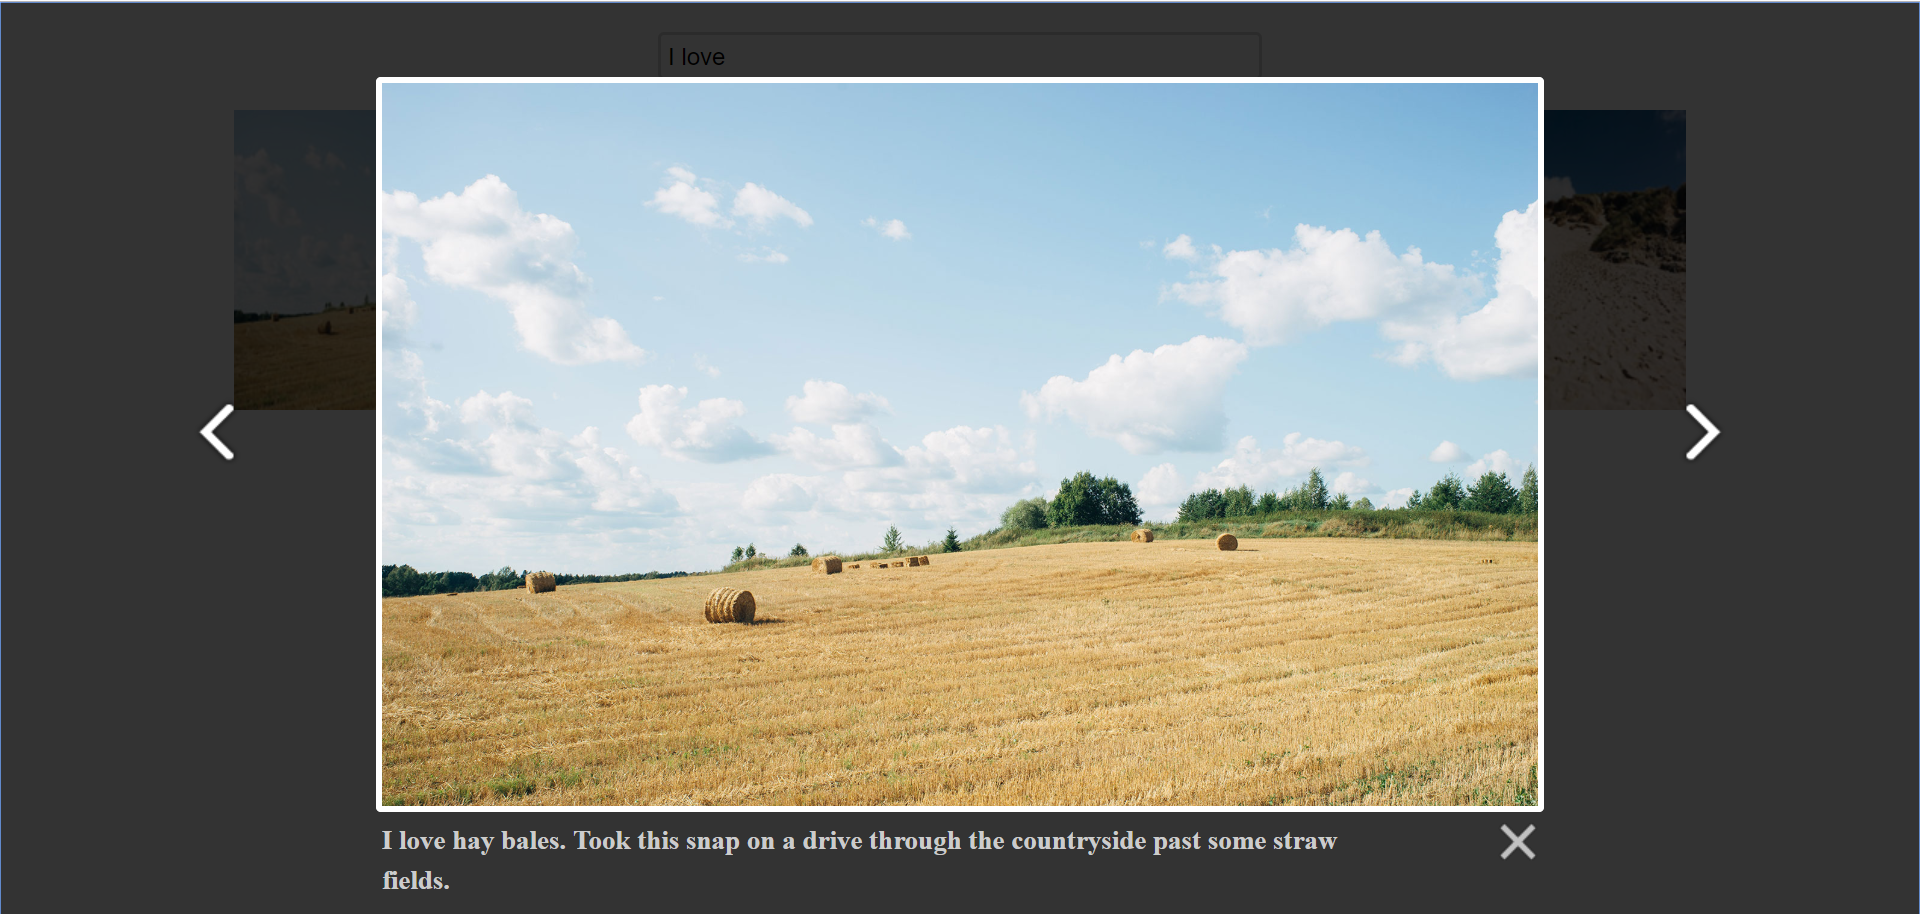 I love
I love hay bales. Took this snap on a drive through the countryside past some straw
fields.